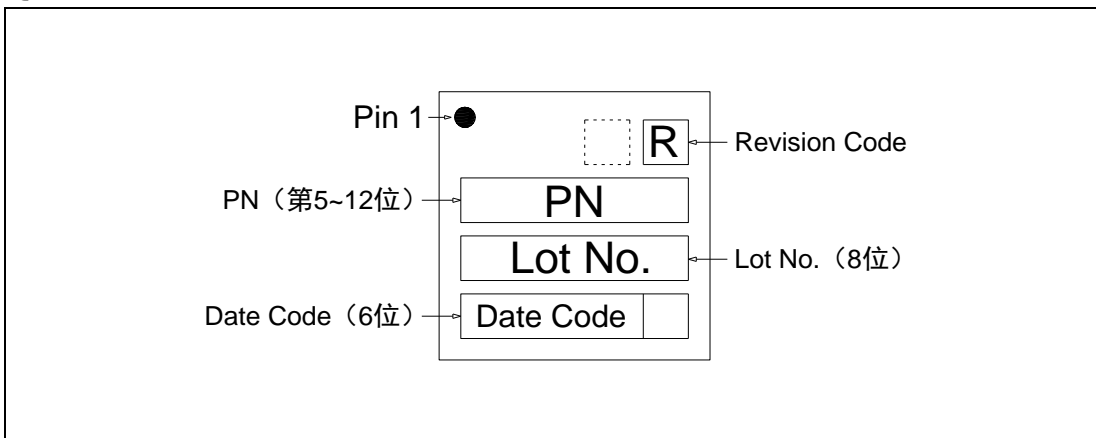 Pin 1
R
Revision Code
PN（第5~12位）
PN
Lot No.
Lot No.（8位）
Date Code（6位）
Date Code